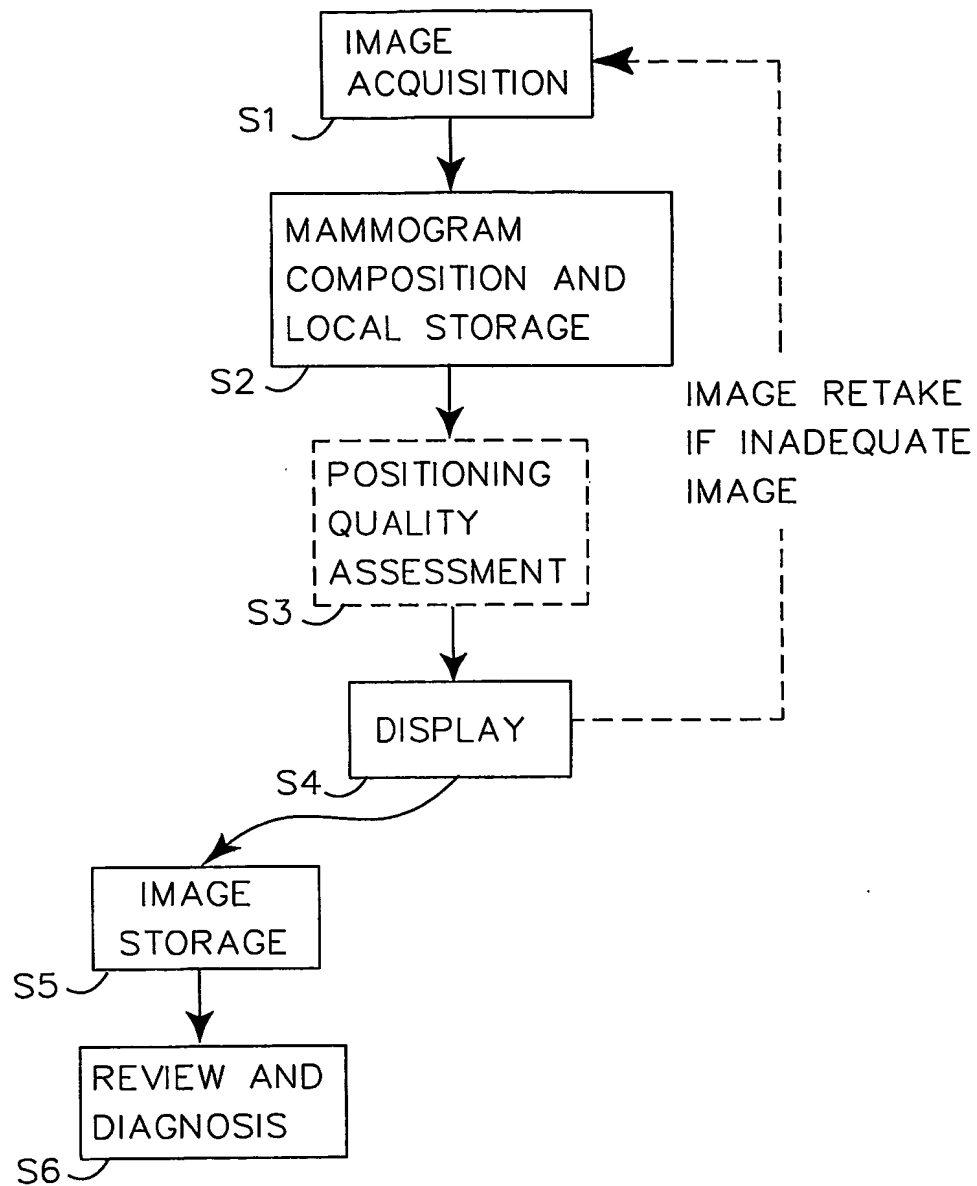 IMAGE
ACQUISITION
S1
MAMMOGRAM
COMPOSITION AND
LOCAL STORAGE
S2
IMAGE RETAKE
IF INADEQUATE
IMAGE
POSITIONING
QUALITY
ASSESSMENT
S3
DISPLAY
S4
IMAGE
STORAGE
S5
REVIEW AND
DIAGNOSIS
S6